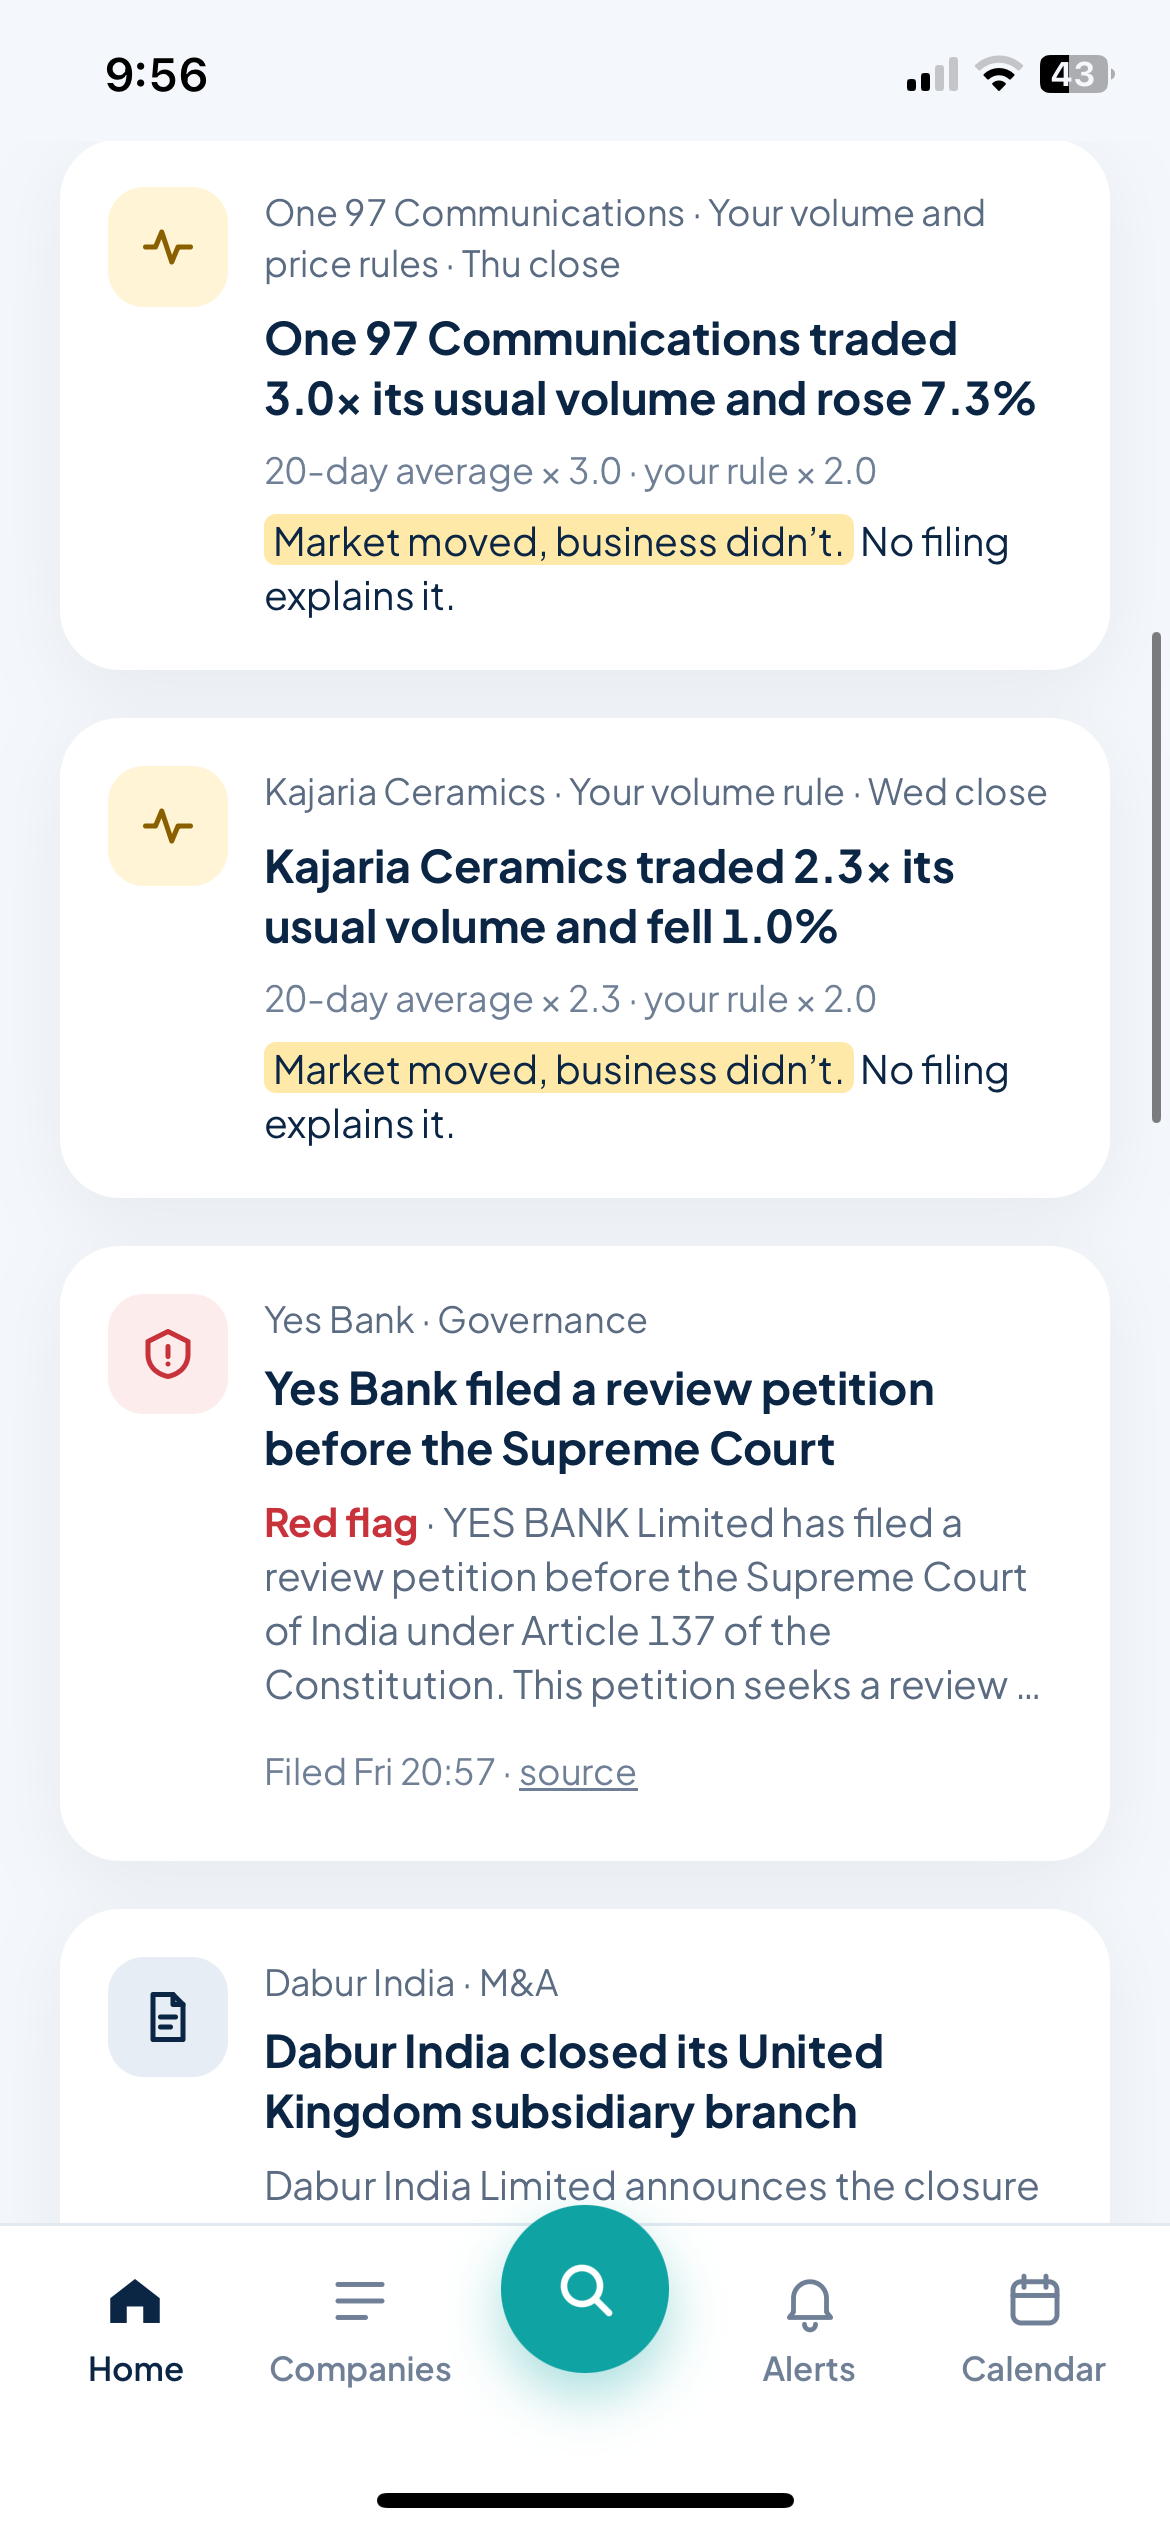 9:56
43
One 97 Communications · Your volume and
price rules · Thu close
One 97 Communications traded
3.0× its usual volume and rose 7.3%
20-day average × 3.0 · your rule × 2.0
Market moved, business didn’t. No filing
explains it.
Kajaria Ceramics · Your volume rule · Wed close
Kajaria Ceramics traded 2.3× its
usual volume and fell 1.0%
20-day average × 2.3 · your rule × 2.0
Market moved, business didn’t. No filing
explains it.
Yes Bank · Governance
Yes Bank filed a review petition
before the Supreme Court
Red flag · YES BANK Limited has filed a
review petition before the Supreme Court
of India under Article 137 of the
Constitution. This petition seeks a review ...
Filed Fri 20:57 · source
Dabur India · M&A
Dabur India closed its United
Kingdom subsidiary branch
Dabur India Limited announces the closure
Home
Companies
Alerts
Calendar